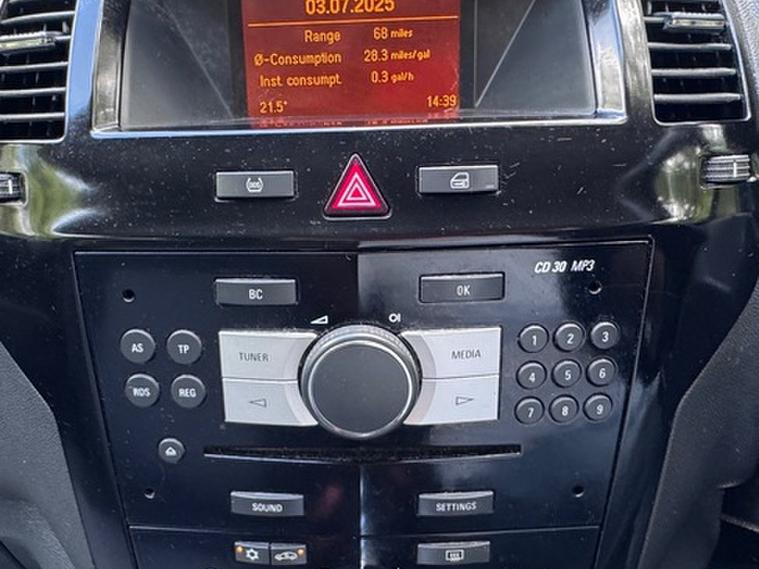 03.07.2025
Range 68 miles
Ø-Consumption 28.3 miles/gal
Inst. consumpt. 0.3 gal/h
21.5° 14:39
CD 30 MP3
BC OK
AS TP TUNER MEDIA 1 2 3
RDS REG 4 5 6
7 8 9
SOUND SETTINGS